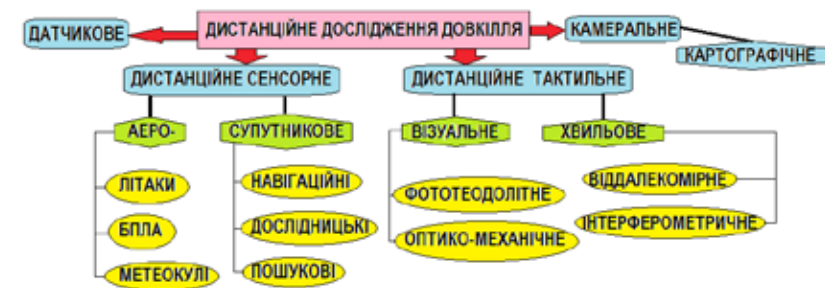 ДАТЧИКОВЕ
ДИСТАНЦІЙНЕ ДОСЛІДЖЕННЯ ДОВКІЛЛЯ
КАМЕРАЛЬНЕ
КАРТОГРАФІЧНЕ
ДИСТАНЦІЙНЕ СЕНСОРНЕ
ДИСТАНЦІЙНЕ ТАКТИЛЬНЕ
АЕРО-
СУПУТНИКОВЕ
ВІЗУАЛЬНЕ
ХВИЛЬОВЕ
ЛІТАКИ
НАВІГАЦІЙНІ
ФОТОТЕОДОЛІТНЕ
ВІДДАЛЕКОМІРНЕ
БПЛА
ДОСЛІДНИЦЬКІ
ОПТИКО-МЕХАНІЧНЕ
ІНТЕРФЕРОМЕТРИЧНЕ
МЕТЕОКУЛІ
ПОШУКОВІ